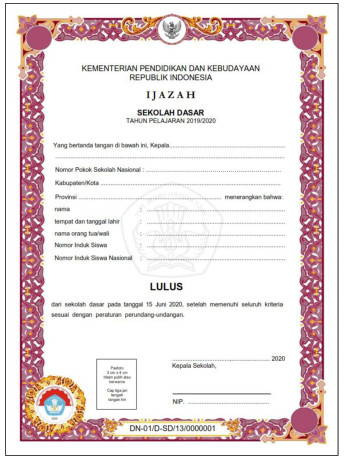 KEMENTERIAN PENDIDIKAN DAN KEBUDAYAAN
REPUBLIK INDONESIA
IJAZAH
SEKOLAH DASAR
TAHUN PELAJARAN 2019/2020
Yang bertanda tangan di bawah ini, Kepala
Nomor Pokok Sekolah Nasional :
Kabupaten/Kota :
Provinsi menerangkan bahwa:
nama :
tempat dan tanggal lahir :
nama orang tua/wali :
Nomor Induk Siswa :
Nomor Induk Siswa Nasional :
LULUS
dari sekolah dasar pada tanggal 15 Juni 2020, setelah memenuhi seluruh kriteria
sesuai dengan peraturan perundang-undangan.
2020
Kepala Sekolah,
Pasfoto
3 cm x 4 cm
Hitam putih atau
berwarna
Cap tiga jari
tengah
tangan kiri
NIP.
DN-01/D-SD/13/0000001